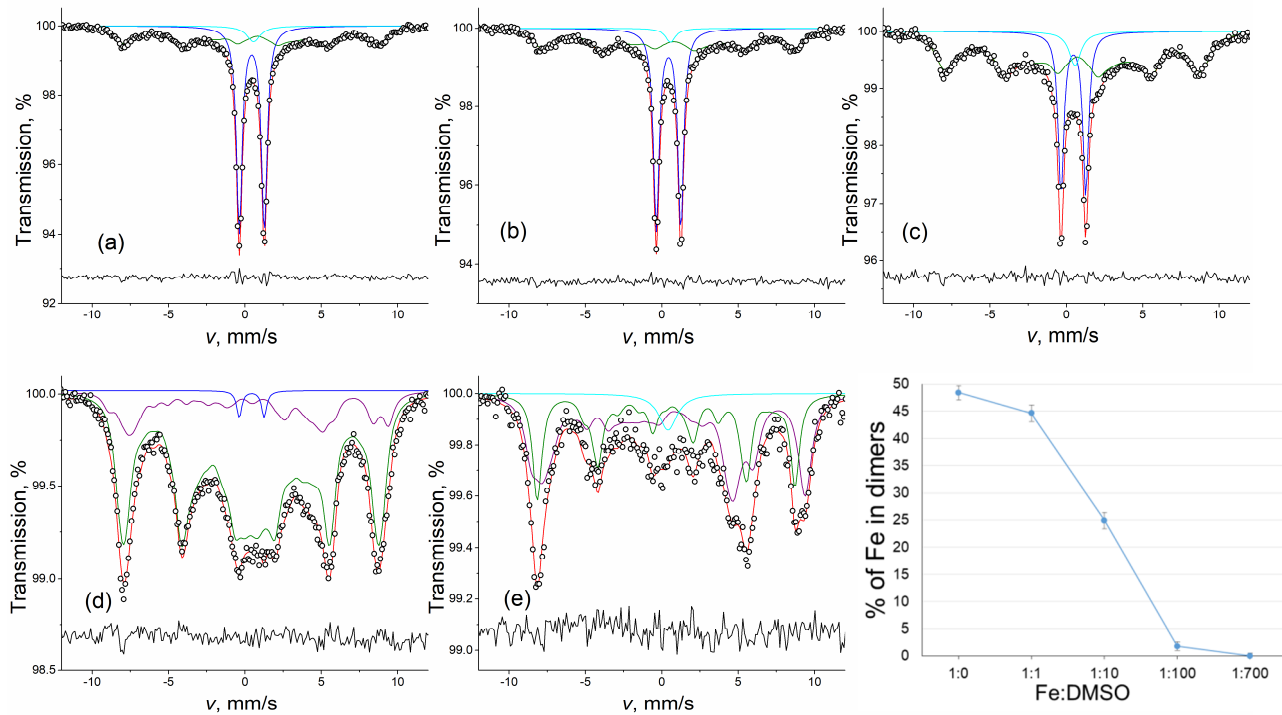 100
98
96
94
92
Transmission, %
(a)
-10 -5 0 5 10
v, mm/s
100
98
96
94
Transmission, %
(b)
-10 -5 0 5 10
v, mm/s
100
99
98
97
96
Transmission, %
(c)
-10 -5 0 5 10
v, mm/s
100.0
99.5
99.0
98.5
Transmission, %
(d)
-10 -5 0 5 10
v, mm/s
100.0
99.8
99.6
99.4
99.2
99.0
Transmission, %
(e)
-10 -5 0 5 10
v, mm/s
50
45
40
35
30
25
20
15
10
5
0
% of Fe in dimers
1:0 1:1 1:10 1:100 1:700
Fe:DMSO